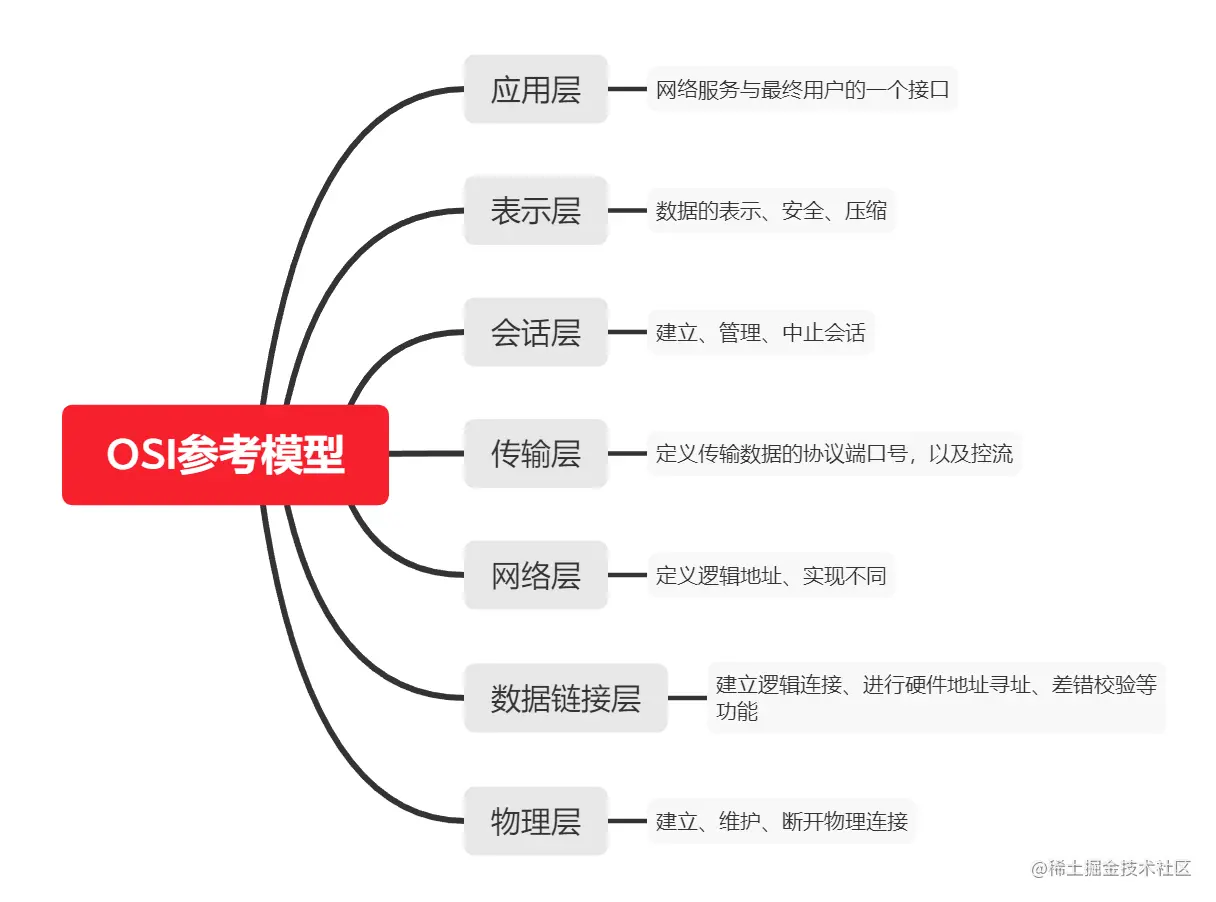 应用层
网络服务与最终用户的一个接口
表示层
数据的表示、安全、压缩
会话层
建立、管理、中止会话
OSI参考模型
传输层
定义传输数据的协议端口号，以及控流
网络层
定义逻辑地址、实现不同
数据链接层
建立逻辑连接、进行硬件地址寻址、差错校验等
功能
物理层
建立、维护、断开物理连接
@稀土掘金技术社区